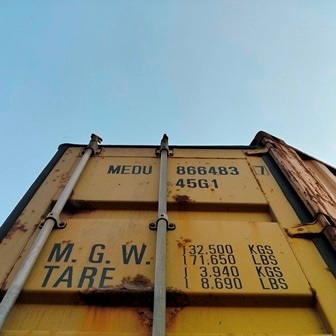 MEDU 866483 7
45G1
M.G.W. 32.500 KGS
71.650 LBS
TARE 3.940 KGS
8.690 LBS